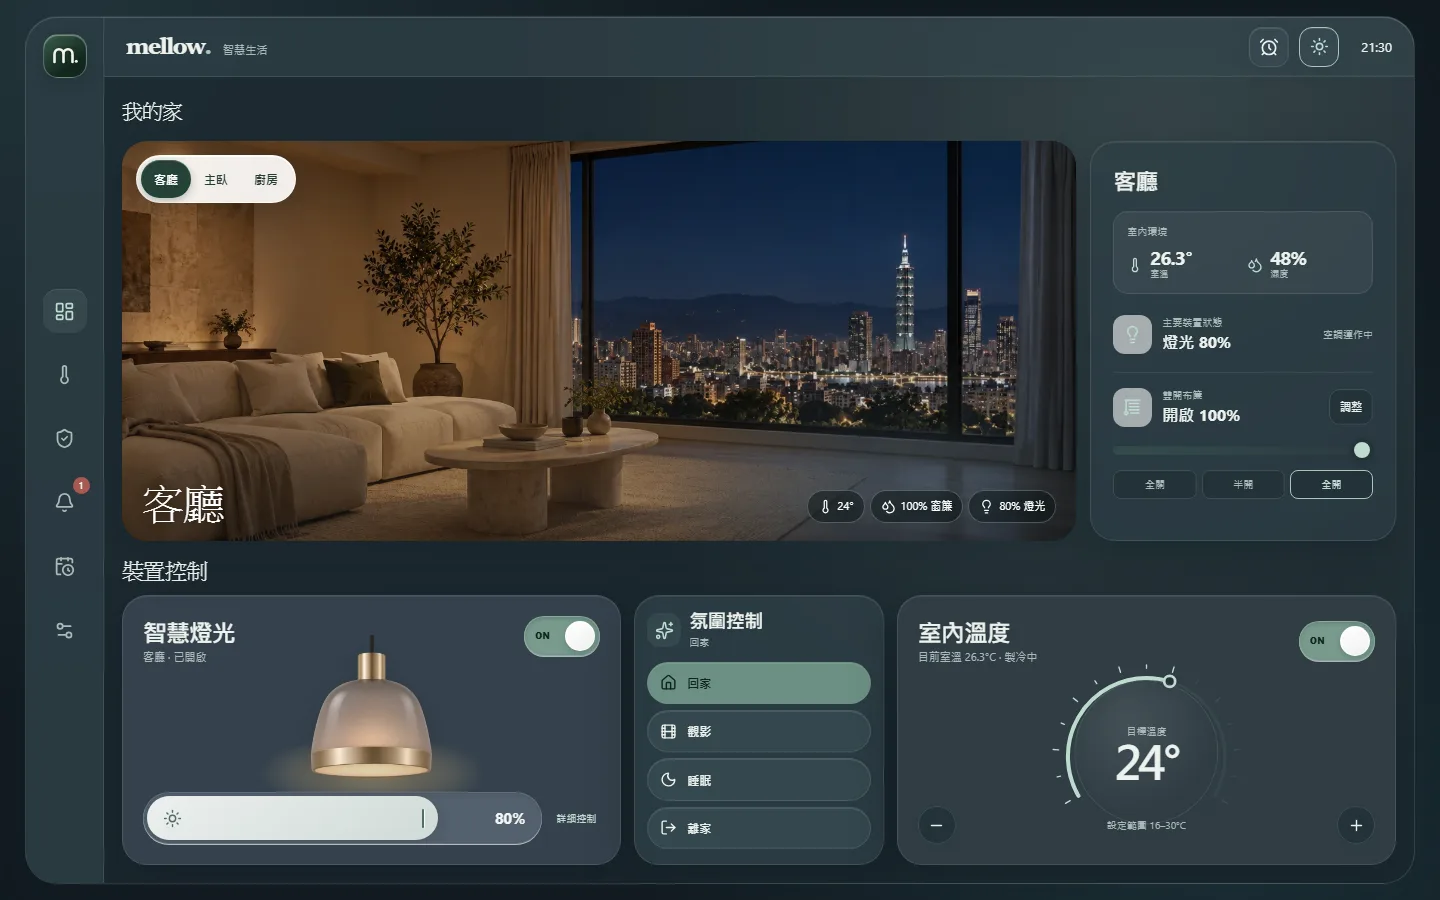 m.
mellow. 智慧生活
21:30
我的家
客廳 主臥 廚房
客廳
24° 100% 窗簾 80% 燈光
客廳
室內環境
26.3° 48%
室溫 濕度
主要裝置狀態
燈光 80%
空調運作中
雙開布簾
開啟 100%
調整
全關 半開 全開
1
裝置控制
智慧燈光
客廳 · 已開啟
ON
80%
詳細控制
氛圍控制
回家
回家
觀影
睡眠
離家
室內溫度
目前室溫 26.3°C · 製冷中
ON
目標溫度
24°
設定範圍 16–30°C